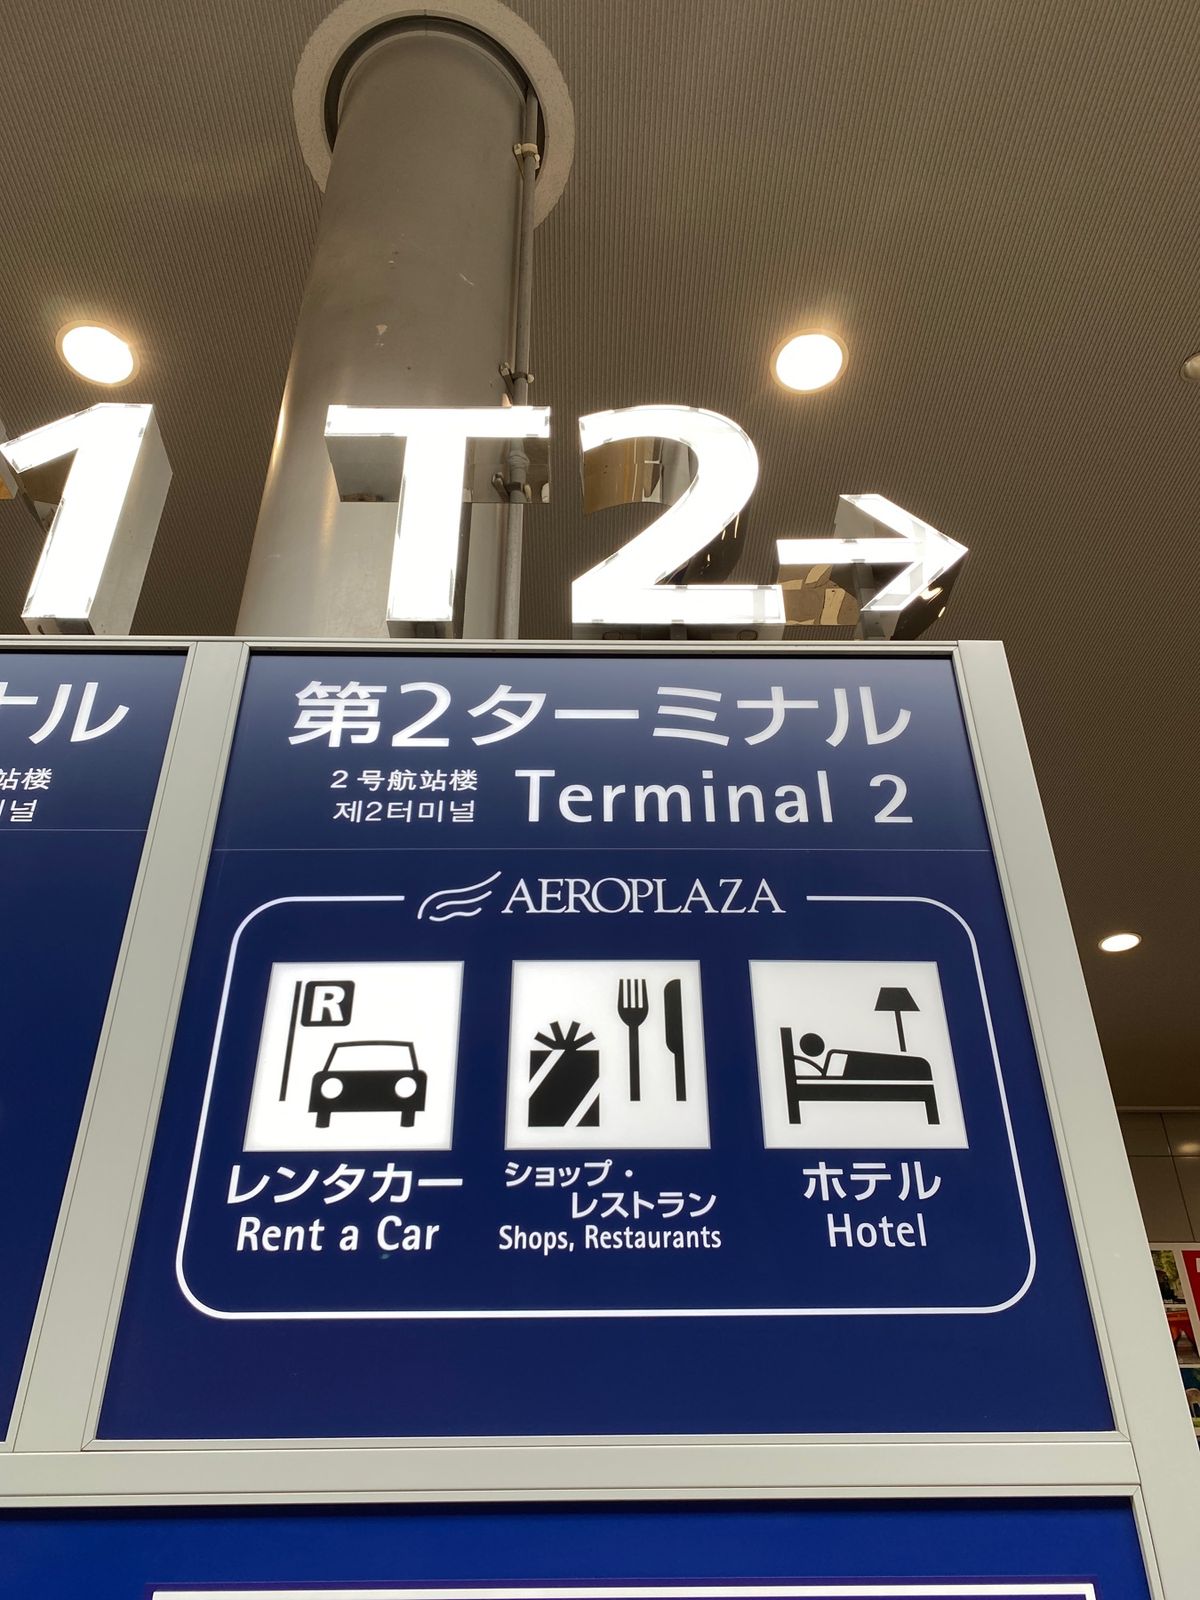 1 T2→
ナル
站楼
널
第2ターミナル
2号航站楼
제2터미널
Terminal 2
AEROPLAZA
R
レンタカー
Rent a Car
ショップ・
レストラン
Shops, Restaurants
ホテル
Hotel